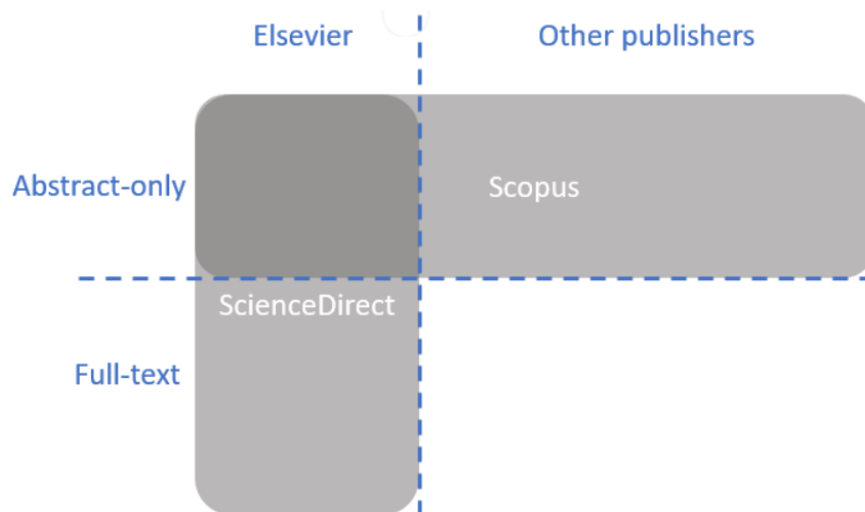 Elsevier
Other publishers
Abstract-only
Scopus
ScienceDirect
Full-text